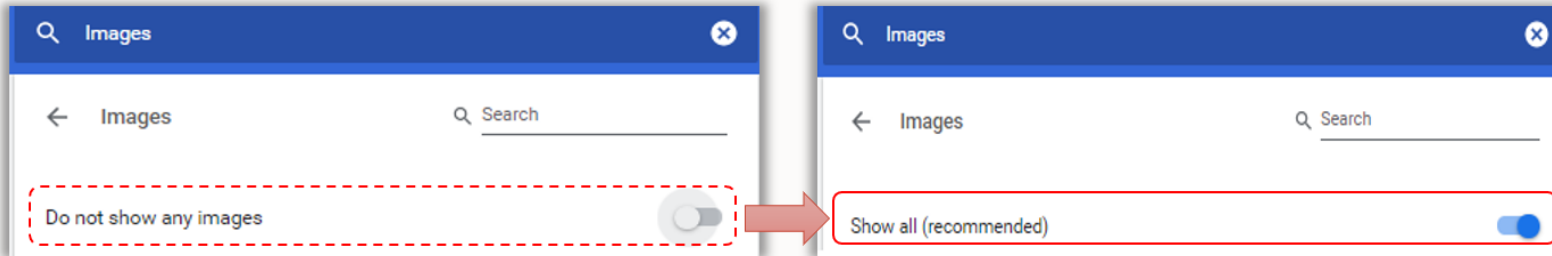 Images
Images
Search
Do not show any images
Images
Images
Search
Show all (recommended)